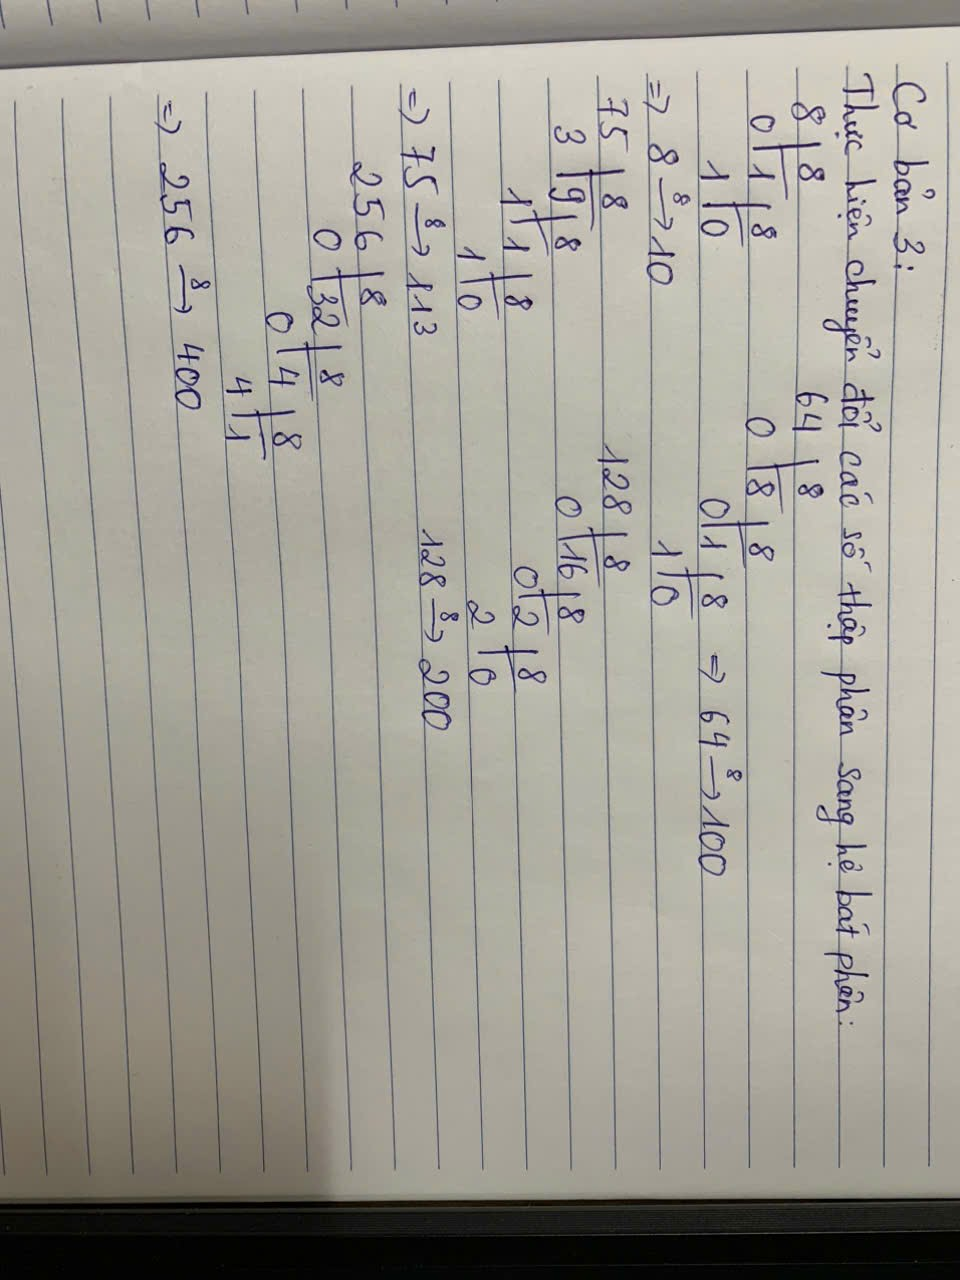 Cơ bản 3:
Thực hiện chuyển đổi các số thập phân sang hệ bát phân:
8 8 64 8
0 1 8 0 8 8
1 0 0 1 8 ⇒ 64 ⁸→ 100
⇒ 8 ⁸→ 10 1 0
75 8 128 8
3 9 8 0 16 8
1 1 8 0 2 8
1 0 2 0
⇒ 75 ⁸→ 113 128 ⁸→ 200
256 8
0 32 8
0 4 8
4 1
⇒ 256 ⁸→ 400